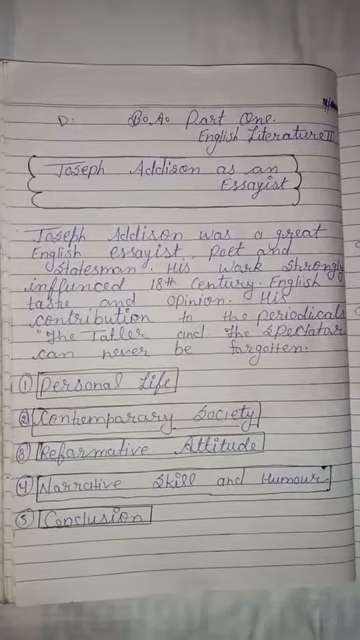 D: B.A. Part One.
English Literature II
Joseph Addison as an
Essayist
Joseph Addison was a great
English essayist, Poet and
Statesman. His work strongly
influnced 18th Century. English
taste and opinion. His
contribution to the periodicals
"The Tatler and The Spectator
can never be forgotten.
① Personal Life
② Contemparary Society
③ Refarmative Attitude
④ Narrative Skill and Humour
⑤ Conclusion